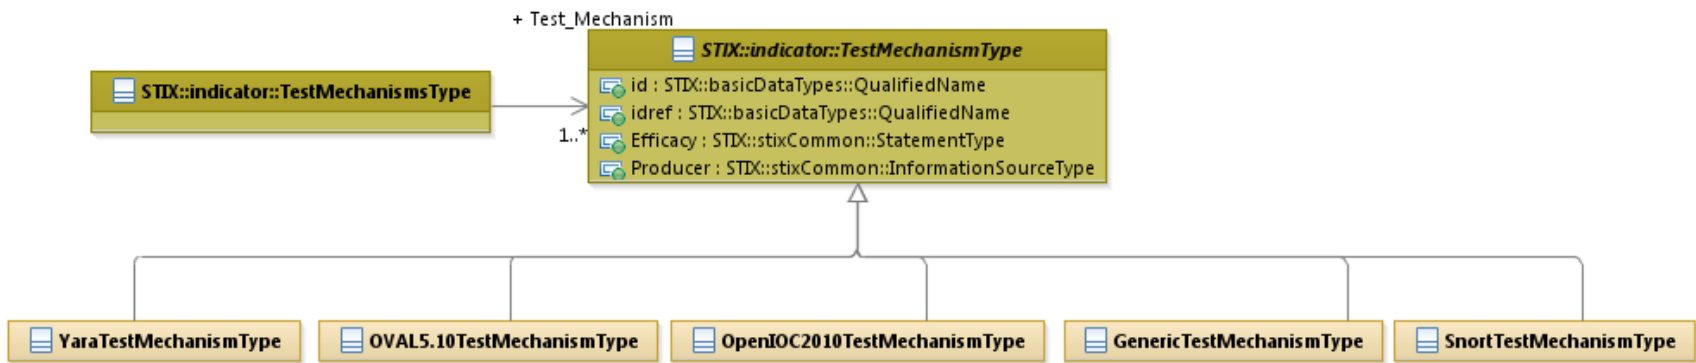 + Test_Mechanism
STIX::indicator::TestMechanismType
STIX::indicator::TestMechanismsType
id : STIX::basicDataTypes::QualifiedName
idref : STIX::basicDataTypes::QualifiedName
1..*
Efficacy : STIX::stixCommon::StatementType
Producer : STIX::stixCommon::InformationSourceType
YaraTestMechanismType
OVAL5.10TestMechanismType
OpenIOC2010TestMechanismType
GenericTestMechanismType
SnortTestMechanismType